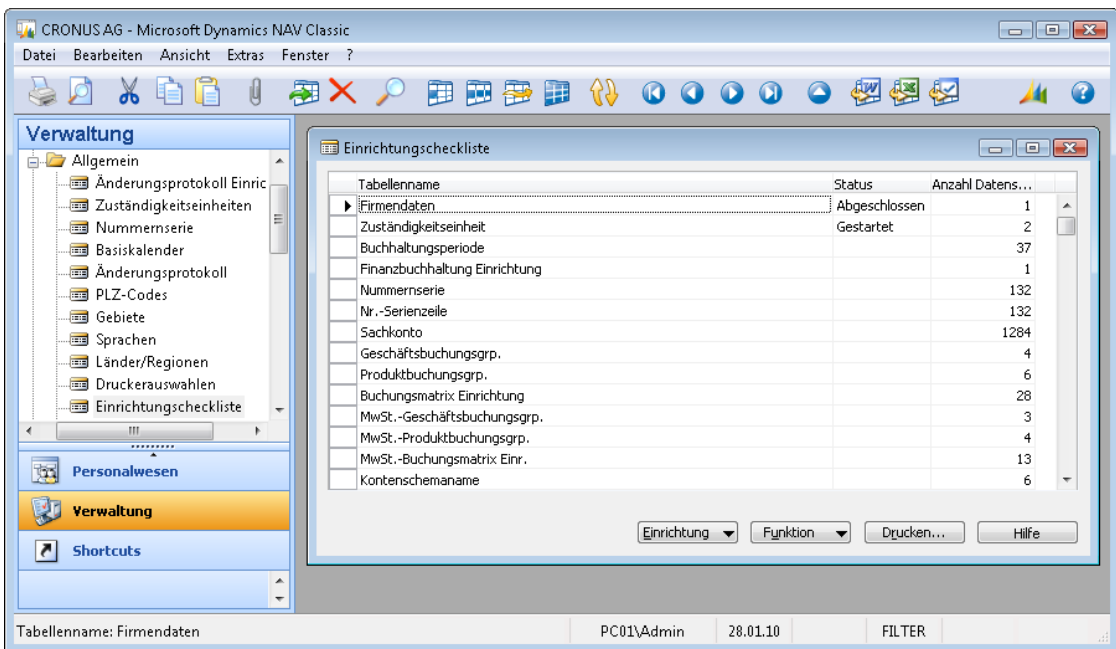 CRONUS AG - Microsoft Dynamics NAV Classic
Datei Bearbeiten Ansicht Extras Fenster ?
Verwaltung
Allgemein
Änderungsprotokoll Einric
Zuständigkeitseinheiten
Nummernserie
Basiskalender
Änderungsprotokoll
PLZ-Codes
Gebiete
Sprachen
Länder/Regionen
Druckerauswahlen
Einrichtungscheckliste
Personalwesen
Verwaltung
Shortcuts
Einrichtungscheckliste
Tabellenname Status Anzahl Datens...
Firmendaten Abgeschlossen 1
Zuständigkeitseinheit Gestartet 2
Buchhaltungsperiode 37
Finanzbuchhaltung Einrichtung 1
Nummernserie 132
Nr.-Serienzeile 132
Sachkonto 1284
Geschäftsbuchungsgrp. 4
Produktbuchungsgrp. 6
Buchungsmatrix Einrichtung 28
MwSt.-Geschäftsbuchungsgrp. 3
MwSt.-Produktbuchungsgrp. 4
MwSt.-Buchungsmatrix Einr. 13
Kontenschemaname 6
Einrichtung Funktion Drucken... Hilfe
Tabellenname: Firmendaten PC01\Admin 28.01.10 FILTER